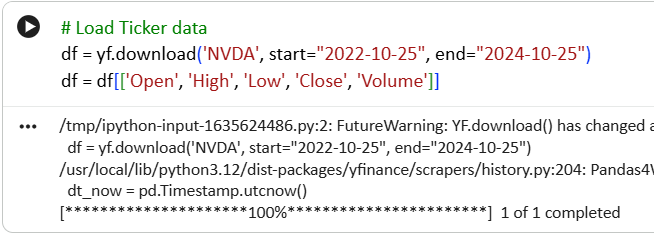 # Load Ticker data
df = yf.download('NVDA', start="2022-10-25", end="2024-10-25")
df = df[['Open', 'High', 'Low', 'Close', 'Volume']]
/tmp/ipython-input-1635624486.py:2: FutureWarning: YF.download() has changed a
df = yf.download('NVDA', start="2022-10-25", end="2024-10-25")
/usr/local/lib/python3.12/dist-packages/yfinance/scrapers/history.py:204: Pandas4W
dt_now = pd.Timestamp.utcnow()
[*********************100%***********************] 1 of 1 completed